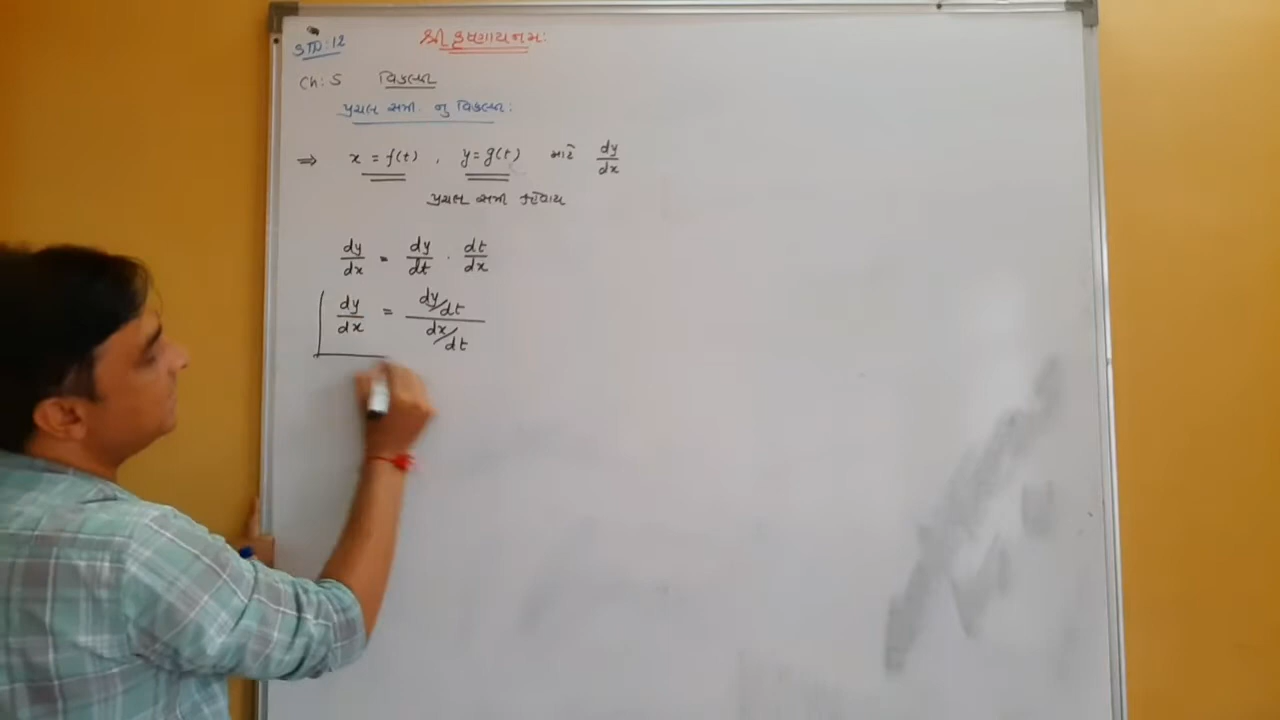 શ્રી કૃષ્ણાય નમઃ
STD: 12
Ch: 5 વિકલન
પ્રચલ સમી. નુ વિકલન:
⇒ x = f(t) , y = g(t) માટે dy/dx
પ્રચલ સમી કહેવાય
dy/dx = dy/dt · dt/dx
dy/dx = (dy/dt)/(dx/dt)